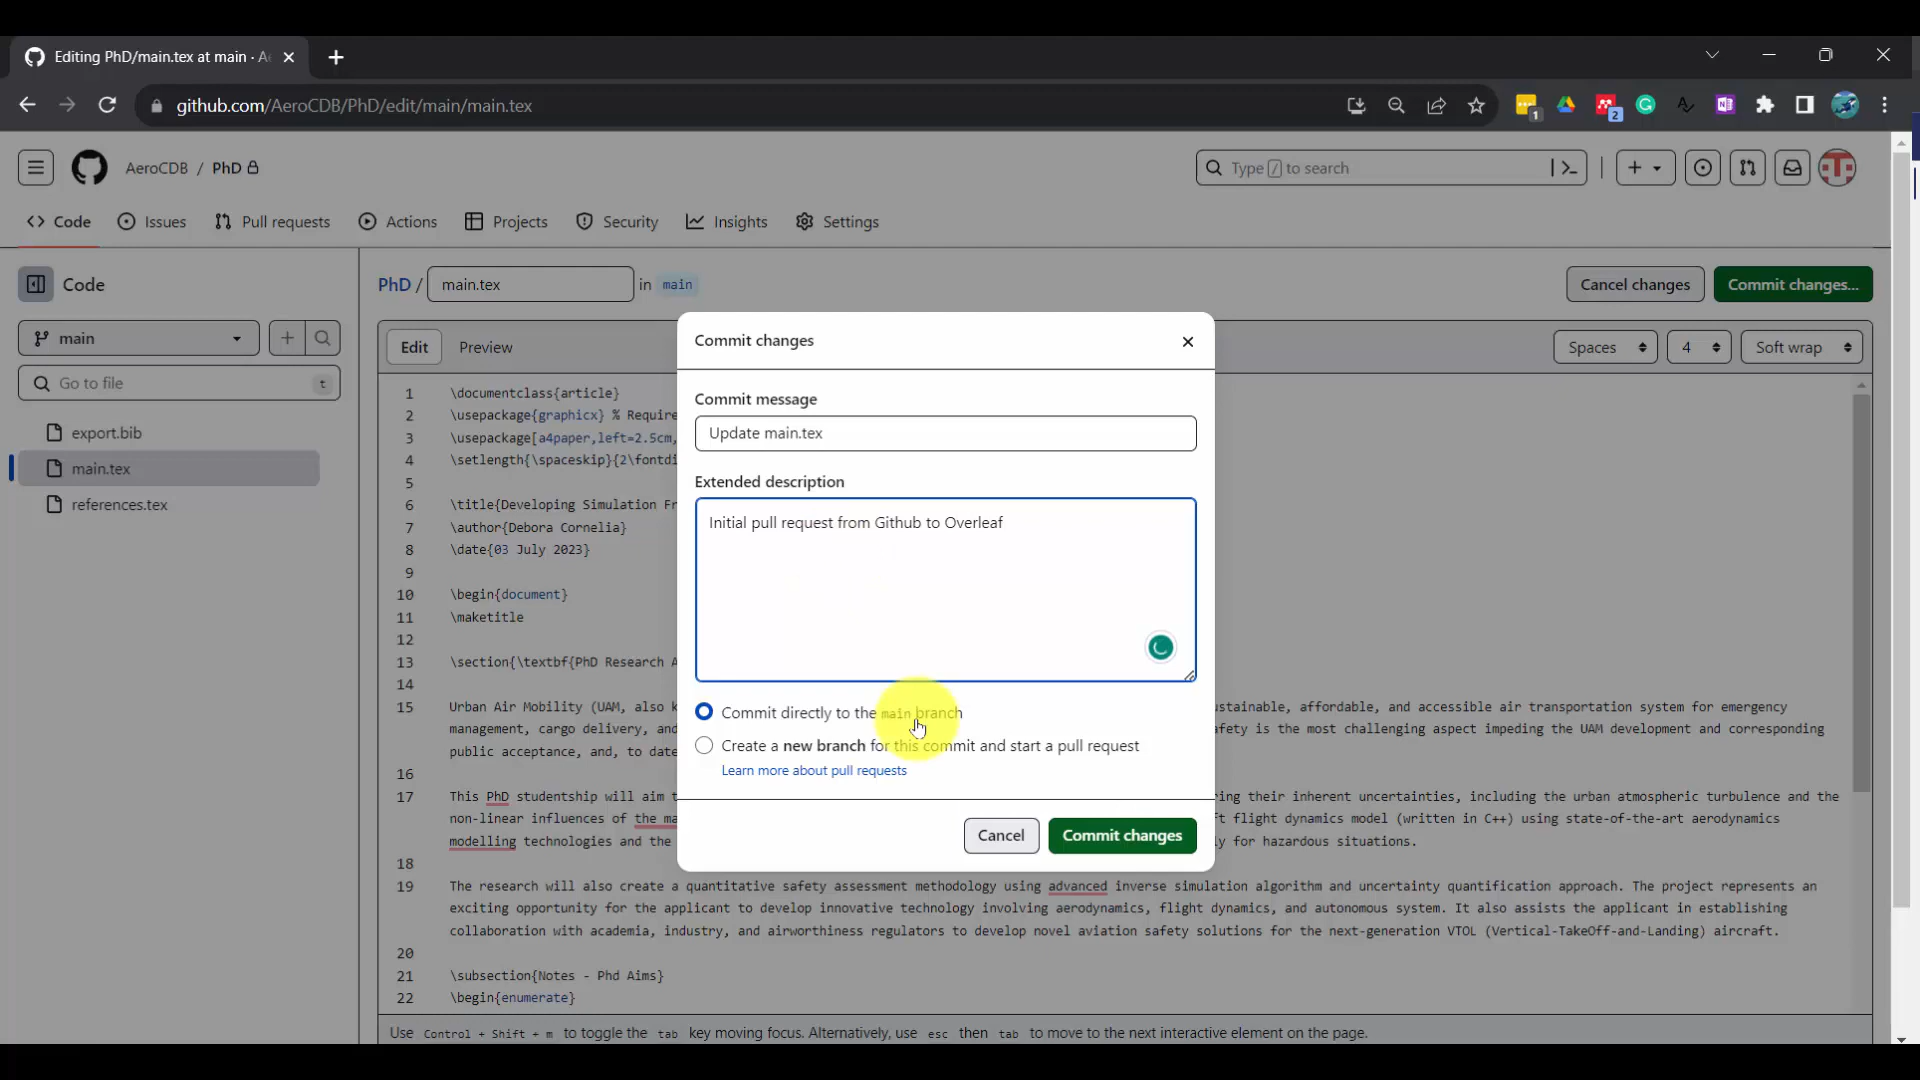 Editing PhD/main.tex at main · A
github.com/AeroCDB/PhD/edit/main/main.tex
1
2
AeroCDB / PhD
Type / to search
Code
Issues
Pull requests
Actions
Projects
Security
Insights
Settings
Code
PhD / main.tex in main
Cancel changes
Commit changes...
main
Edit
Preview
Spaces
4
Soft wrap
Go to file
t
export.bib
main.tex
references.tex
1 \documentclass{article}
2 \usepackage{graphicx} % Require
3 \usepackage[a4paper,left=2.5cm,
4 \setlength{\spaceskip}{2\fontdi
5
6 \title{Developing Simulation Fr
7 \author{Debora Cornelia}
8 \date{03 July 2023}
9
10 \begin{document}
11 \maketitle
12
13 \section{\textbf{PhD Research A
14
15 Urban Air Mobility (UAM, also k
ustainable, affordable, and accessible air transportation system for emergency
management, cargo delivery, and
afety is the most challenging aspect impeding the UAM development and corresponding
public acceptance, and, to date
16
17 This PhD studentship will aim t
ing their inherent uncertainties, including the urban atmospheric turbulence and the
non-linear influences of the ma
ft flight dynamics model (written in C++) using state-of-the-art aerodynamics
modelling technologies and the
ly for hazardous situations.
18
19 The research will also create a quantitative safety assessment methodology using advanced inverse simulation algorithm and uncertainty quantification approach. The project represents an
exciting opportunity for the applicant to develop innovative technology involving aerodynamics, flight dynamics, and autonomous system. It also assists the applicant in establishing
collaboration with academia, industry, and airworthiness regulators to develop novel aviation safety solutions for the next-generation VTOL (Vertical-TakeOff-and-Landing) aircraft.
20
21 \subsection{Notes - Phd Aims}
22 \begin{enumerate}
Use Control + Shift + m to toggle the tab key moving focus. Alternatively, use esc then tab to move to the next interactive element on the page.
Commit changes
Commit message
Update main.tex
Extended description
Initial pull request from Github to Overleaf
Commit directly to the main branch
Create a new branch for this commit and start a pull request
Learn more about pull requests
Cancel
Commit changes